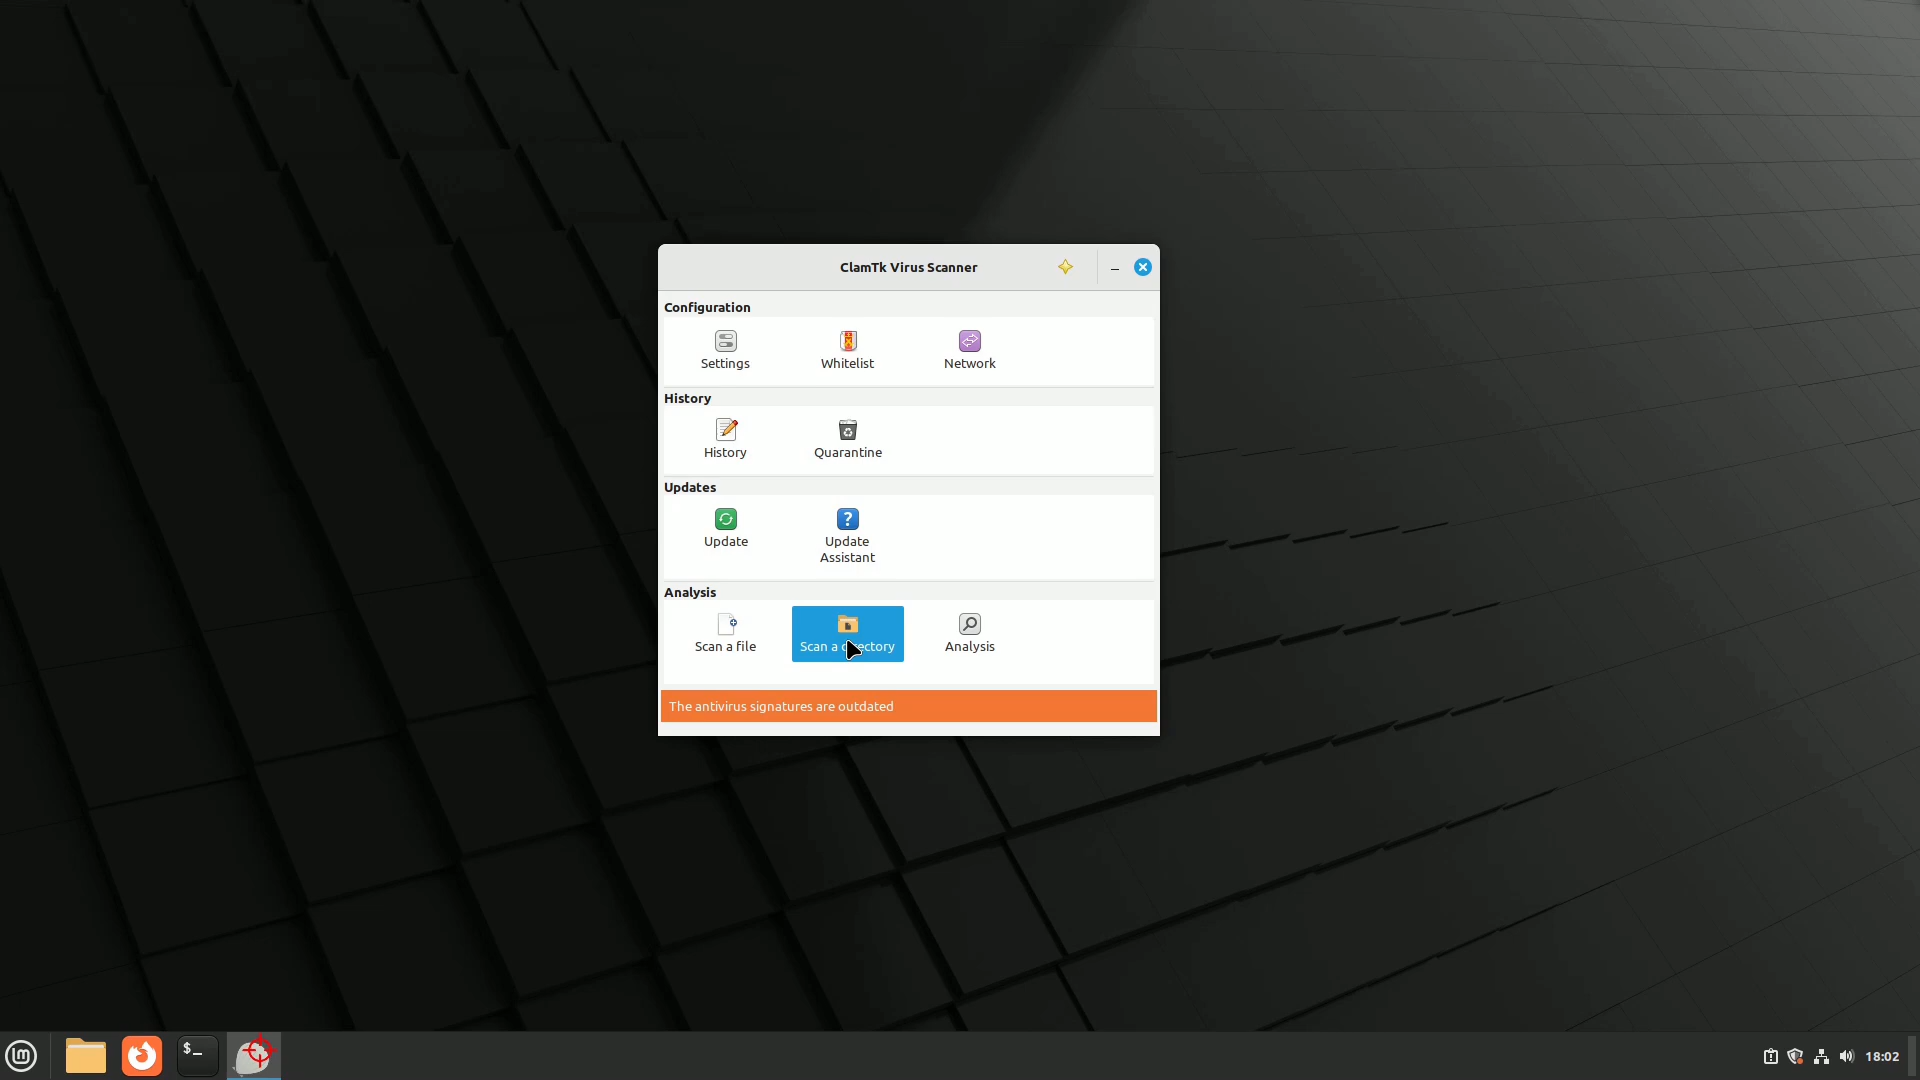 ClamTk Virus Scanner
Configuration
Settings
Whitelist
Network
History
History
Quarantine
Updates
Update
Update
Assistant
Analysis
Scan a file
Scan a directory
Analysis
The antivirus signatures are outdated
$_
18:02